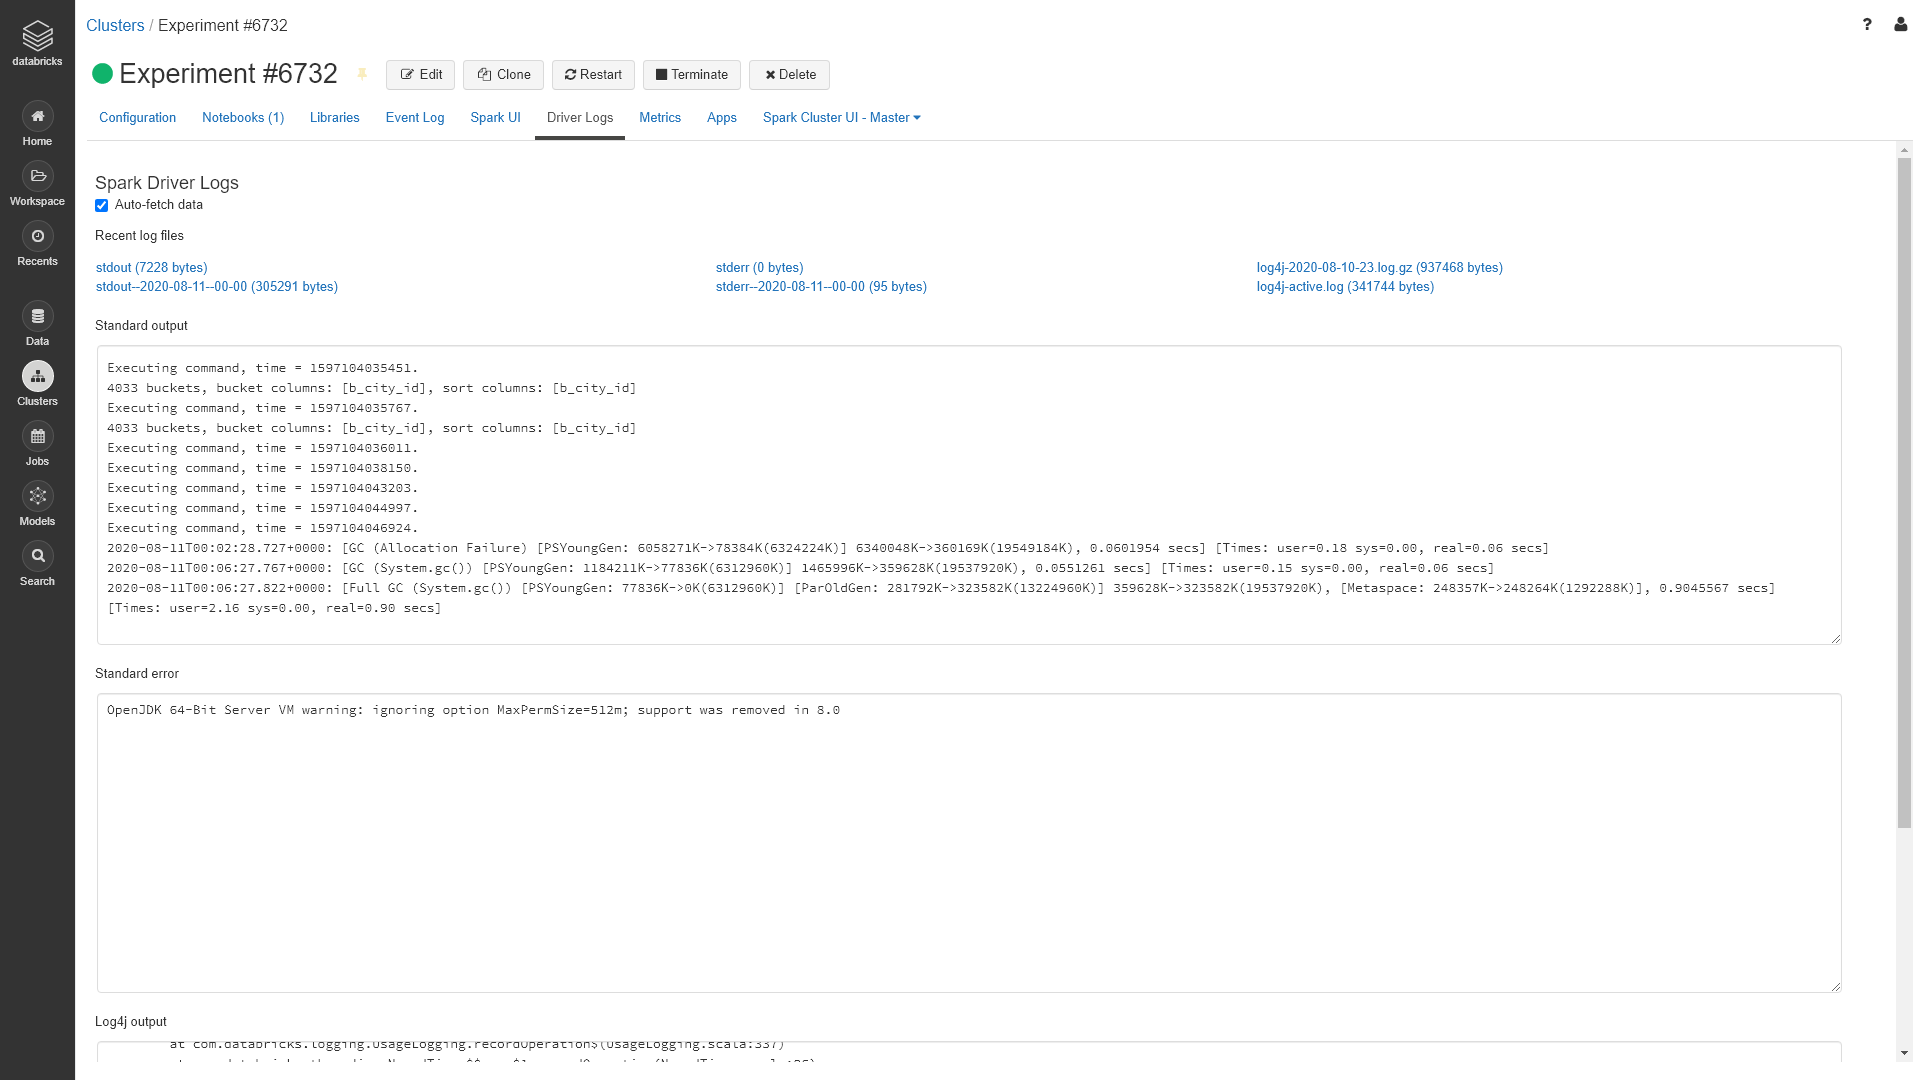 databricks
Home
Workspace
Recents
Data
Clusters
Jobs
Models
Search
Clusters / Experiment #6732
?
Experiment #6732
Edit
Clone
Restart
Terminate
Delete
Configuration
Notebooks (1)
Libraries
Event Log
Spark UI
Driver Logs
Metrics
Apps
Spark Cluster UI - Master
Spark Driver Logs
Auto-fetch data
Recent log files
stdout (7228 bytes)
stderr (0 bytes)
log4j-2020-08-10-23.log.gz (937468 bytes)
stdout--2020-08-11--00-00 (305291 bytes)
stderr--2020-08-11--00-00 (95 bytes)
log4j-active.log (341744 bytes)
Standard output
Executing command, time = 1597104035451.
4033 buckets, bucket columns: [b_city_id], sort columns: [b_city_id]
Executing command, time = 1597104035767.
4033 buckets, bucket columns: [b_city_id], sort columns: [b_city_id]
Executing command, time = 1597104036011.
Executing command, time = 1597104038150.
Executing command, time = 1597104043203.
Executing command, time = 1597104044997.
Executing command, time = 1597104046924.
2020-08-11T00:02:28.727+0000: [GC (Allocation Failure) [PSYoungGen: 6058271K->78384K(6324224K)] 6340048K->360169K(19549184K), 0.0601954 secs] [Times: user=0.18 sys=0.00, real=0.06 secs]
2020-08-11T00:06:27.767+0000: [GC (System.gc()) [PSYoungGen: 1184211K->77836K(6312960K)] 1465996K->359628K(19537920K), 0.0551261 secs] [Times: user=0.15 sys=0.00, real=0.06 secs]
2020-08-11T00:06:27.822+0000: [Full GC (System.gc()) [PSYoungGen: 77836K->0K(6312960K)] [ParOldGen: 281792K->323582K(13224960K)] 359628K->323582K(19537920K), [Metaspace: 248357K->248264K(1292288K)], 0.9045567 secs]
[Times: user=2.16 sys=0.00, real=0.90 secs]
Standard error
OpenJDK 64-Bit Server VM warning: ignoring option MaxPermSize=512m; support was removed in 8.0
Log4j output
at com.databricks.logging.UsageLogging.recordOperation$(UsageLogging.scala:337)